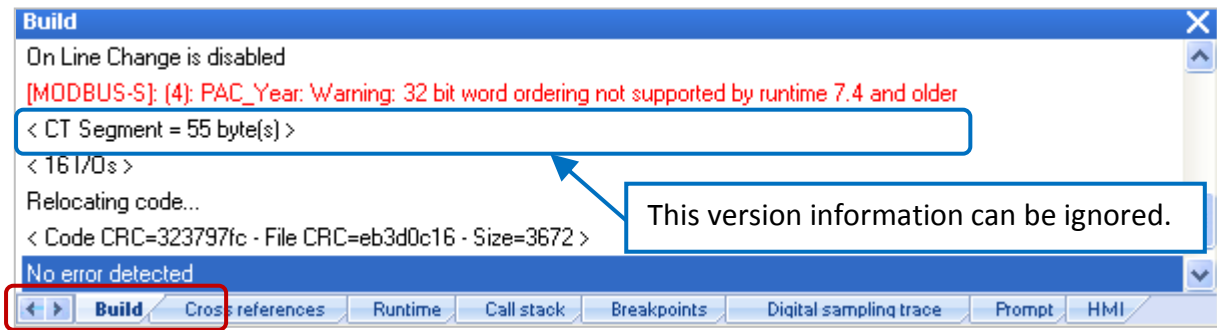 Build
On Line Change is disabled
[MODBUS-S]: (4): PAC_Year: Warning: 32 bit word ordering not supported by runtime 7.4 and older
< CT Segment = 55 byte(s) >
< 16 I/Os >
Relocating code...
This version information can be ignored.
< Code CRC=323797fc - File CRC=eb3d0c16 - Size=3672 >
No error detected
Build Cross references Runtime Call stack Breakpoints Digital sampling trace Prompt HMI